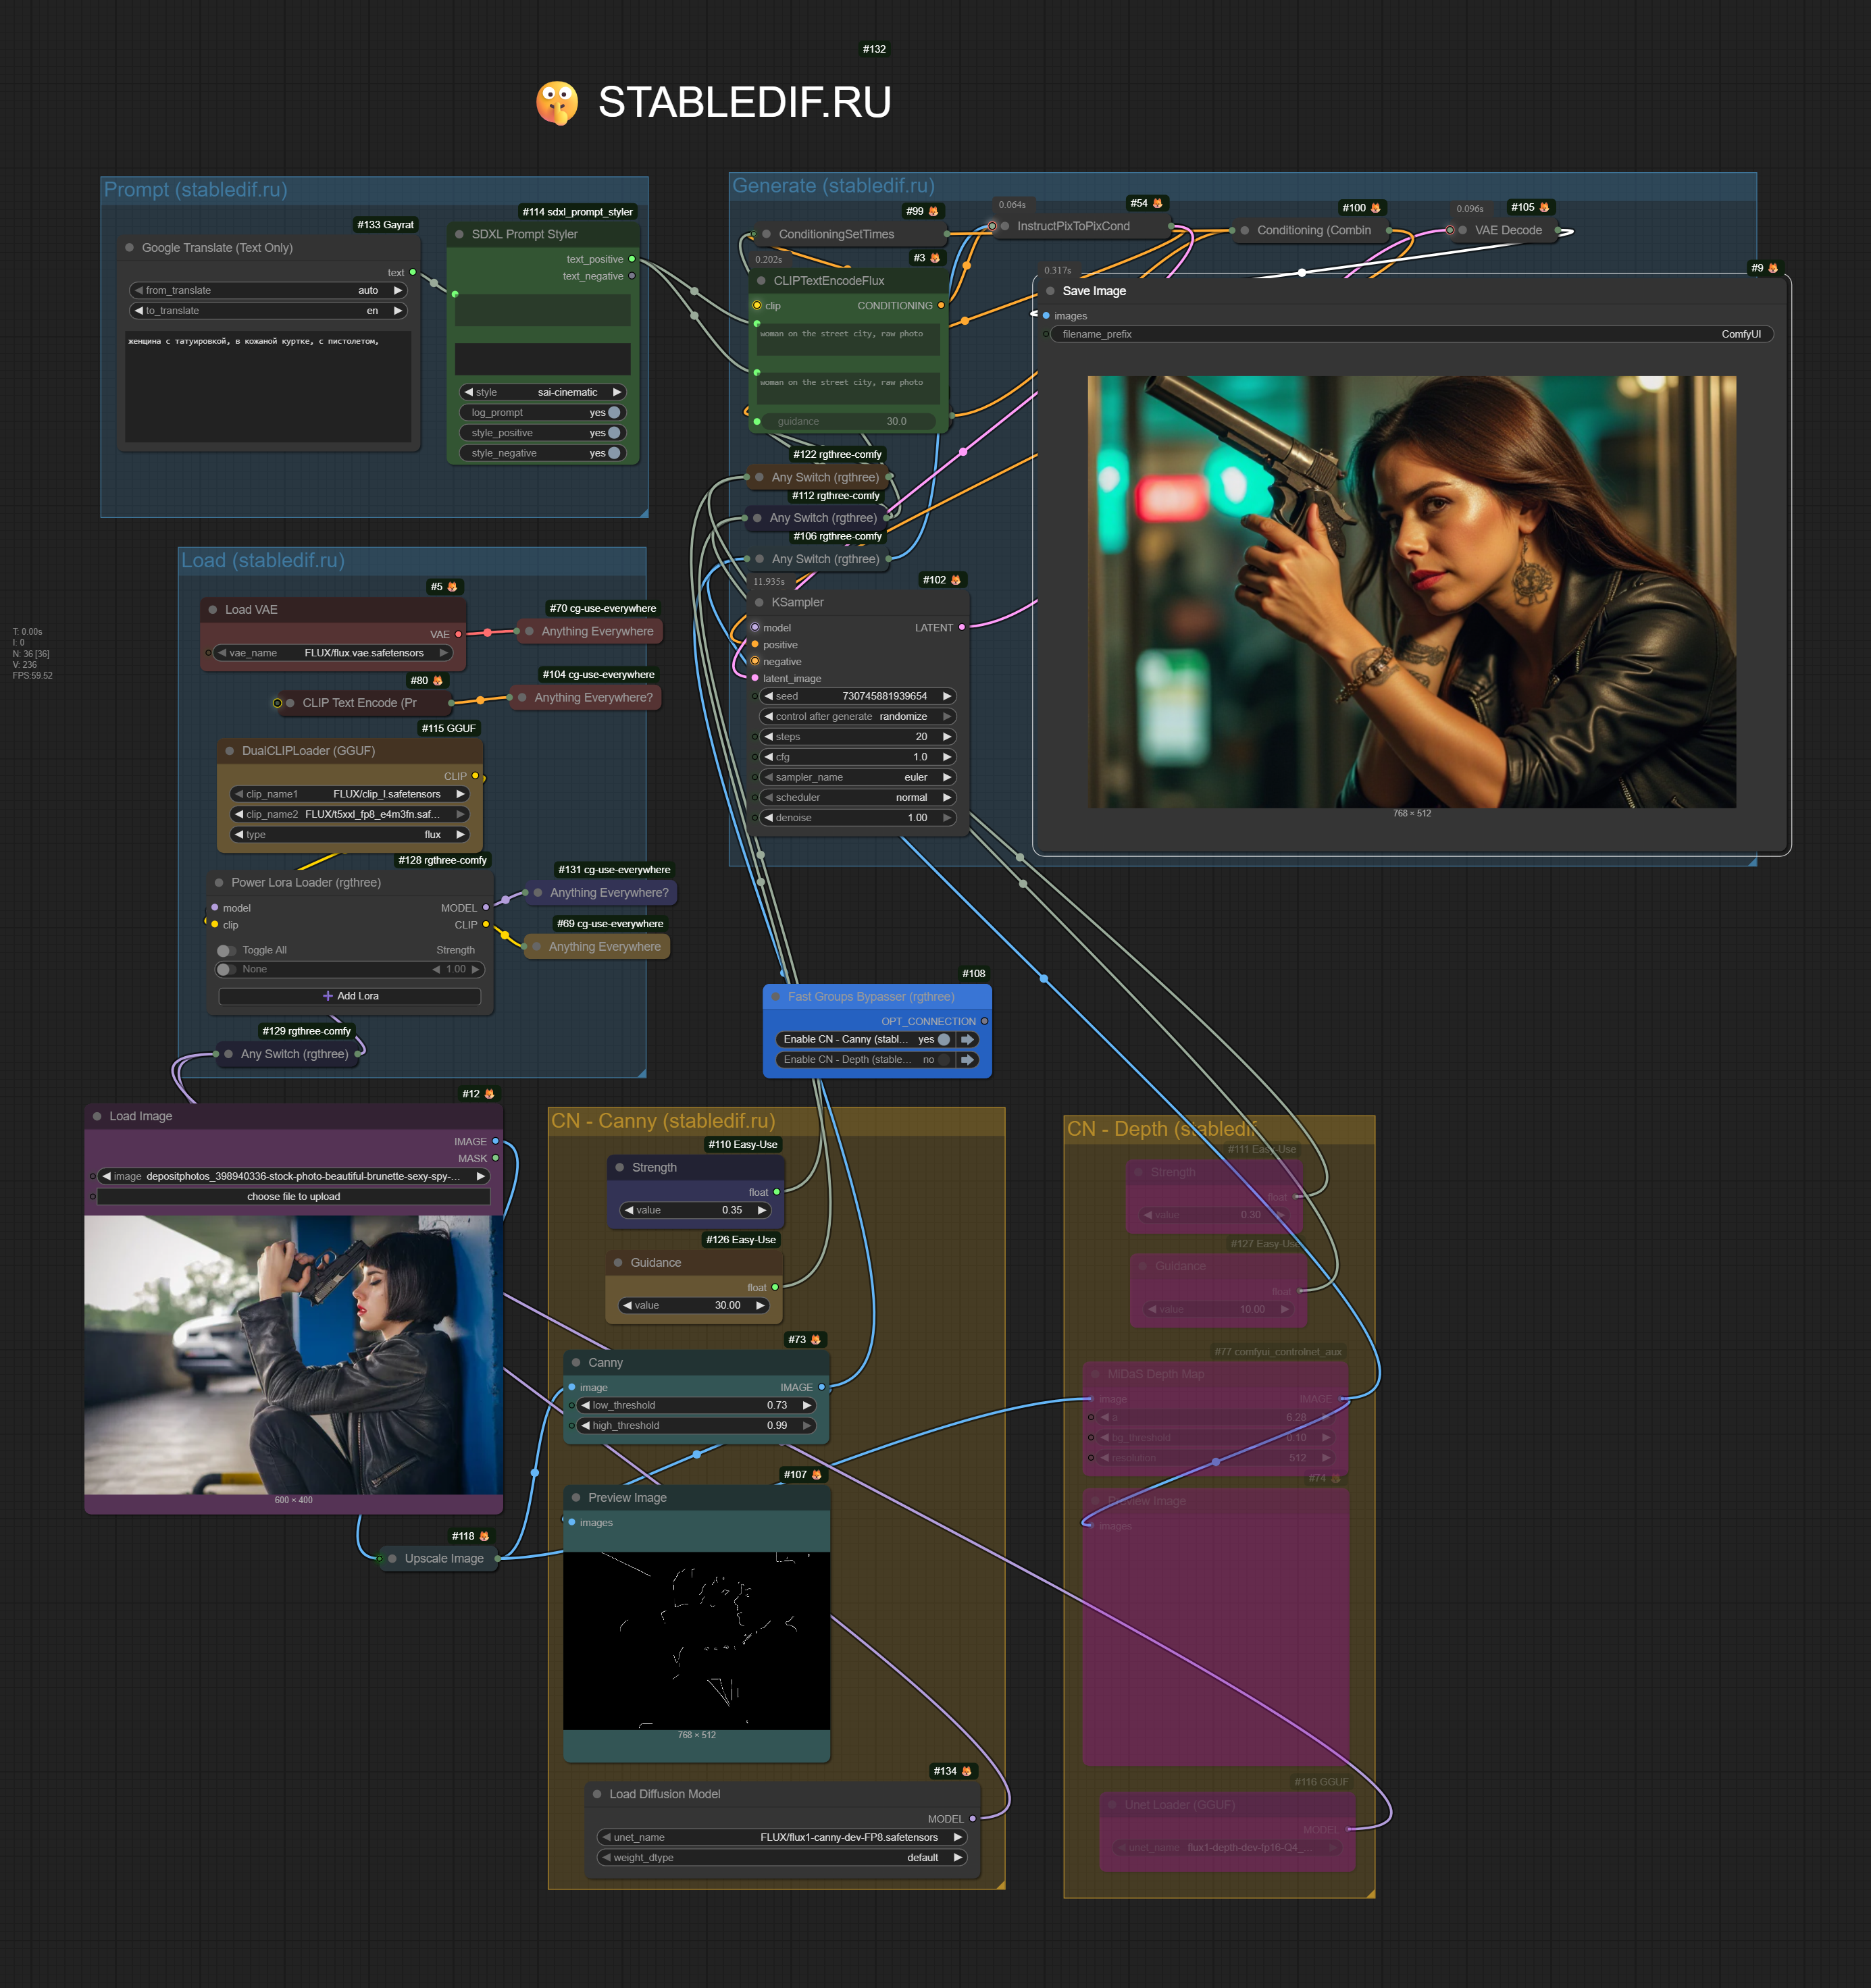 #132
🤫 STABLEDIF.RU
Prompt (stabledif.ru)
#133 Gayrat
Google Translate (Text Only)
text
from_translate auto
to_translate en
женщина с татуировкой, в кожаной куртке, с пистолетом,
#114 sdxl_prompt_styler
SDXL Prompt Styler
text_positive
text_negative
style sai-cinematic
log_prompt yes
style_positive yes
style_negative yes
Generate (stabledif.ru)
#99
ConditioningSetTimes
0.064s
#54
InstructPixToPixCond
#100
Conditioning (Combin
0.096s
#105
VAE Decode
0.202s
#3
CLIPTextEncodeFlux
clip CONDITIONING
woman on the street city, raw photo
woman on the street city, raw photo
guidance 30.0
#122 rgthree-comfy
Any Switch (rgthree)
#112 rgthree-comfy
Any Switch (rgthree)
#106 rgthree-comfy
Any Switch (rgthree)
11.935s
#102
KSampler
model LATENT
positive
negative
latent_image
seed 730745881939654
control after generate randomize
steps 20
cfg 1.0
sampler_name euler
scheduler normal
denoise 1.00
0.317s
#9
Save Image
images
filename_prefix ComfyUI
768 × 512
T: 0.00s
I: 0
N: 36 [36]
V: 236
FPS:59.52
Load (stabledif.ru)
#5
Load VAE
VAE
vae_name FLUX/flux.vae.safetensors
#70 cg-use-everywhere
Anything Everywhere
#80
CLIP Text Encode (Pr
#104 cg-use-everywhere
Anything Everywhere?
#115 GGUF
DualCLIPLoader (GGUF)
CLIP
clip_name1 FLUX/clip_l.safetensors
clip_name2 FLUX/t5xxl_fp8_e4m3fn.saf...
type flux
#128 rgthree-comfy
Power Lora Loader (rgthree)
model MODEL
clip CLIP
Toggle All Strength
None 1.00
+ Add Lora
#131 cg-use-everywhere
Anything Everywhere?
#69 cg-use-everywhere
Anything Everywhere
#129 rgthree-comfy
Any Switch (rgthree)
#108
Fast Groups Bypasser (rgthree)
OPT_CONNECTION
Enable CN - Canny (stabl... yes
Enable CN - Depth (stable... no
#12
Load Image
IMAGE
MASK
image depositphotos_398940336-stock-photo-beautiful-brunette-sexy-spy-...
choose file to upload
600 × 400
#118
Upscale Image
CN - Canny (stabledif.ru)
#110 Easy-Use
Strength
float
value 0.35
#126 Easy-Use
Guidance
float
value 30.00
#73
Canny
image IMAGE
low_threshold 0.73
high_threshold 0.99
#107
Preview Image
images
768 × 512
#134
Load Diffusion Model
MODEL
unet_name FLUX/flux1-canny-dev-FP8.safetensors
weight_dtype default
CN - Depth (stabledif
#111 Easy-Use
Strength
float
value 0.30
#127 Easy-Use
Guidance
float
value 10.00
#77 comfyui_controlnet_aux
MiDaS Depth Map
image IMAGE
a 6.28
bg_threshold 0.10
resolution 512
#74
Preview Image
images
#116 GGUF
Unet Loader (GGUF)
MODEL
unet_name flux1-depth-dev-fp16-Q4_...